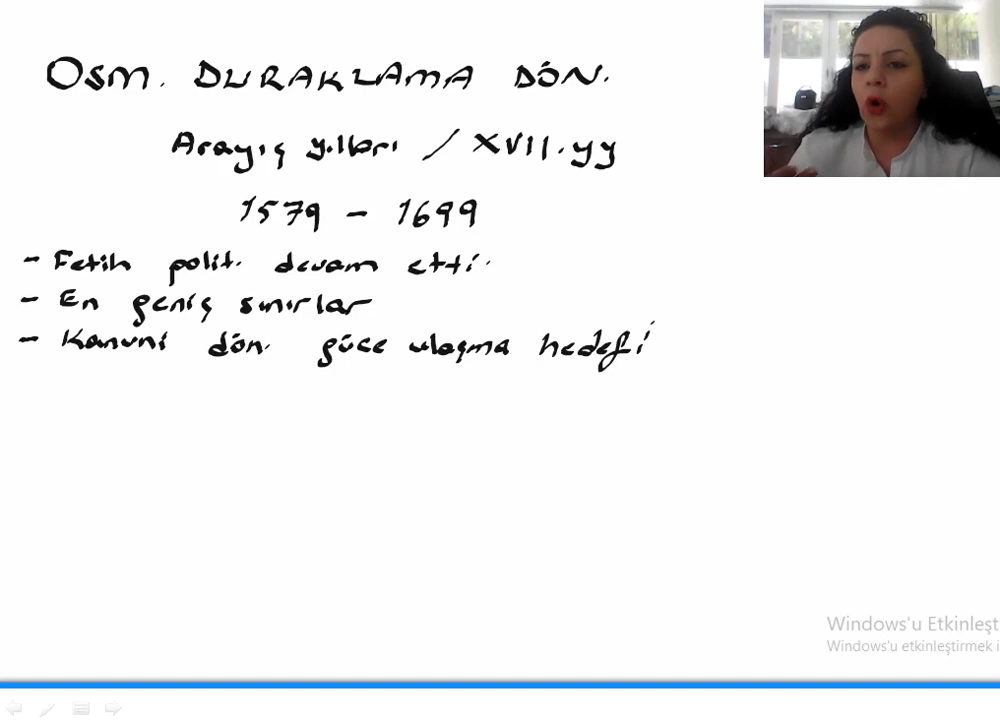 Osm. DURAKLAMA DÖN.
Arayış yılları / XVII.yy
1579 - 1699
- Fetih polit. devam etti.
- En geniş sınırlar
- Kanuni dön. güce ulaşma hedefi
Windows'u Etkinleşt
Windows'u etkinleştirmek i